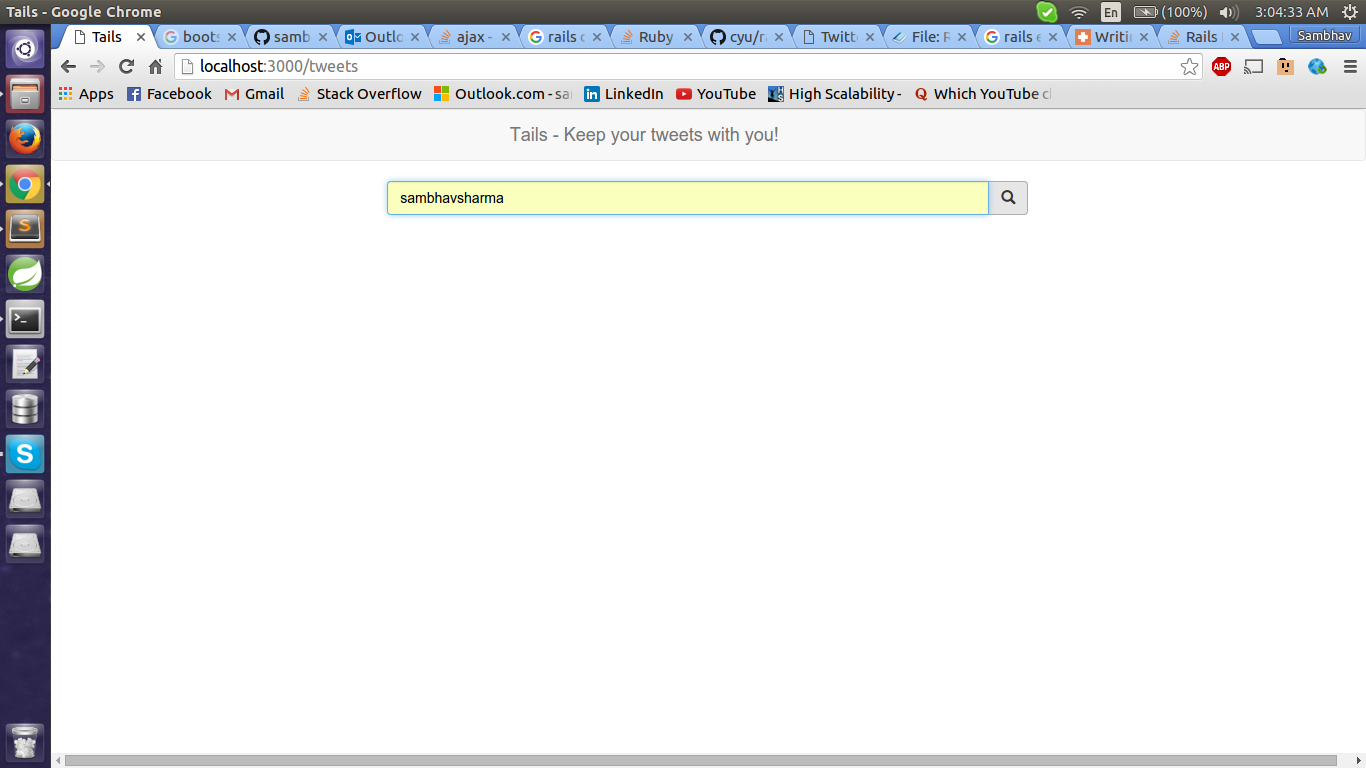 Tails - Google Chrome En (100%) 3:04:33 AM
Tails boots samb Outlo ajax - rails c Ruby cyu/r Twitt File: R rails e Writi Rails Sambhav
localhost:3000/tweets ABP
Apps Facebook Gmail Stack Overflow Outlook.com - sa LinkedIn YouTube High Scalability - Which YouTube c
Tails - Keep your tweets with you!
sambhavsharma